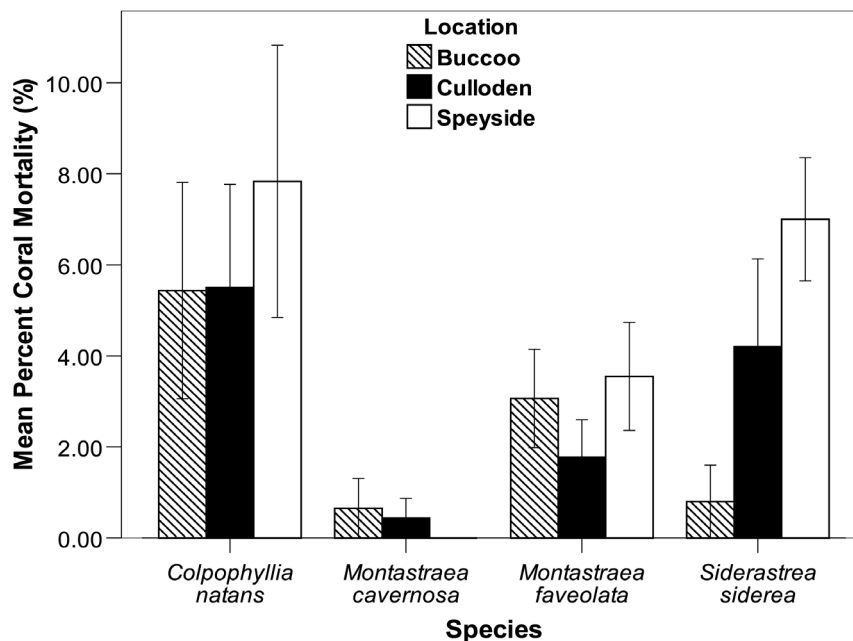 Location
Buccoo
Culloden
Speyside
Mean Percent Coral Mortality (%)
10.00
8.00
6.00
4.00
2.00
0.00
Colpophyllia
natans
Montastraea
cavernosa
Montastraea
faveolata
Siderastrea
siderea
Species